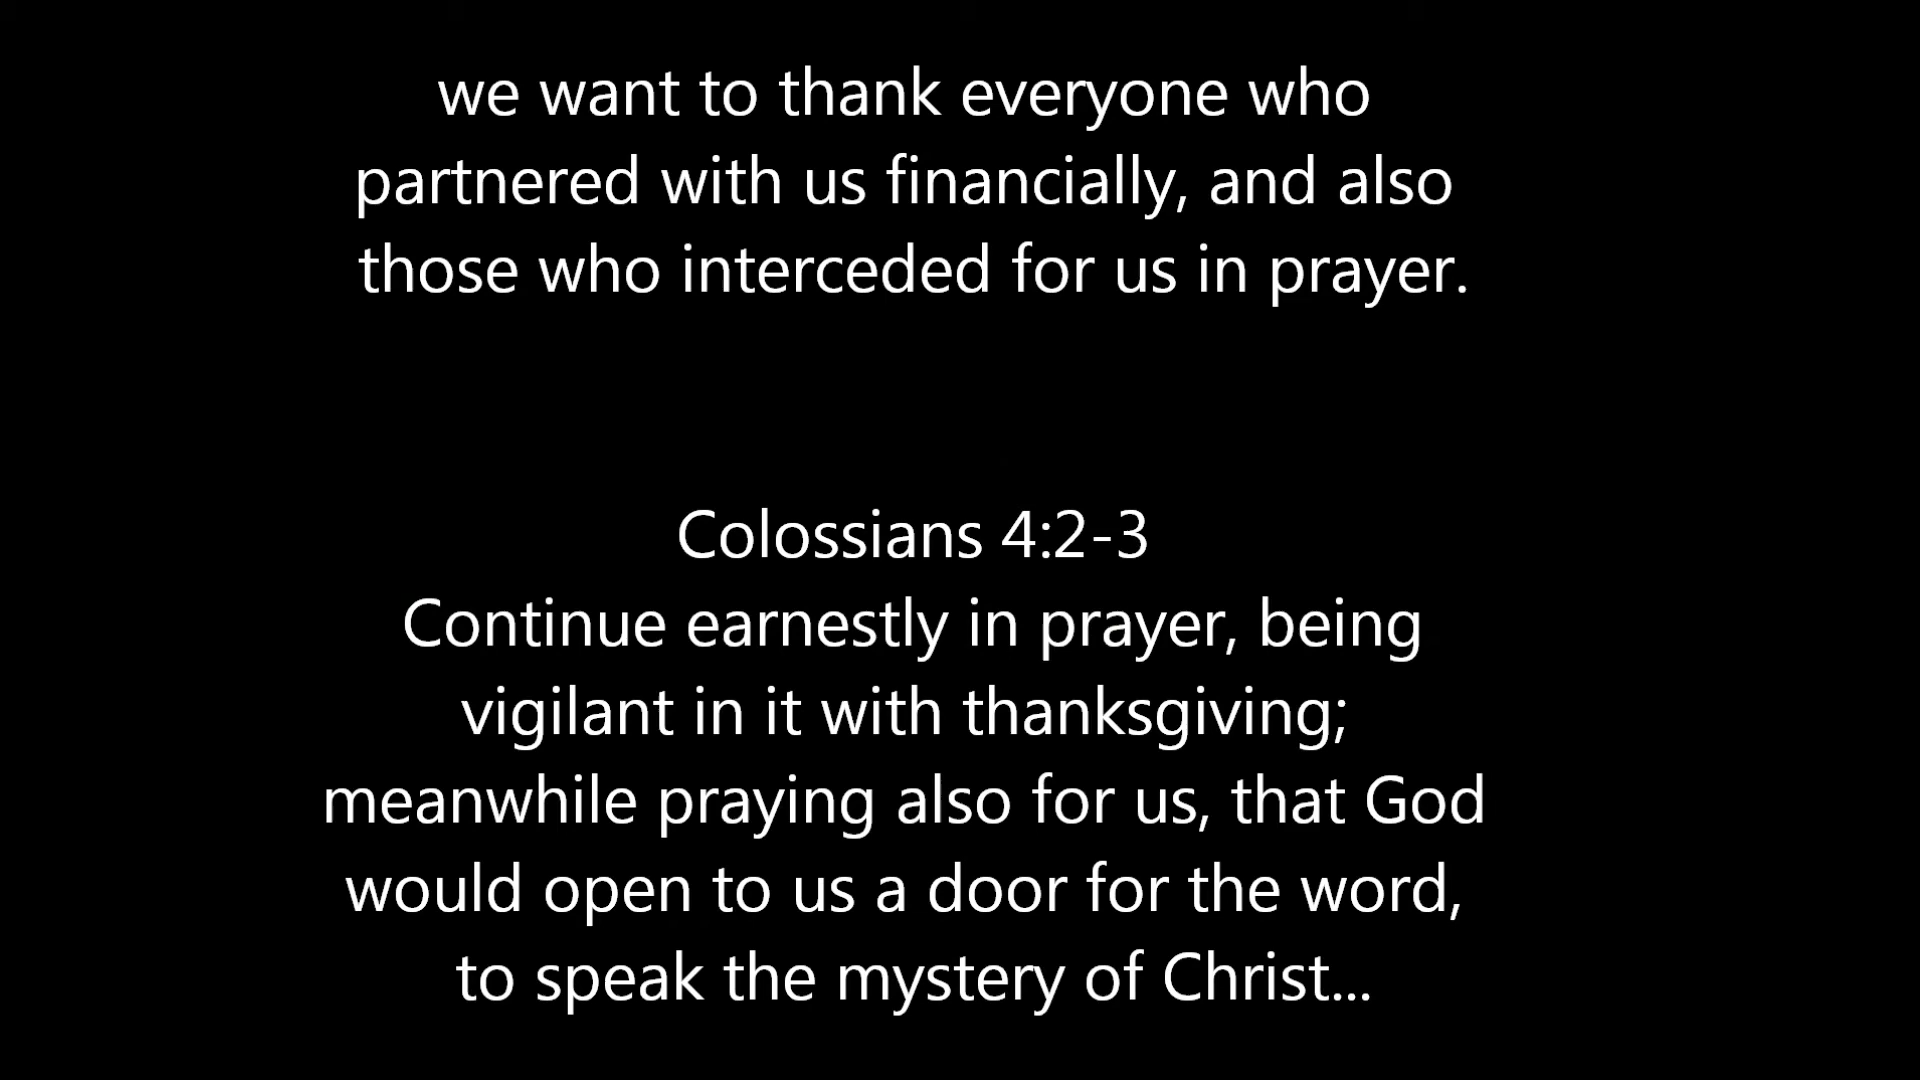 we want to thank everyone who
partnered with us financially, and also
those who interceded for us in prayer.
Colossians 4:2-3
Continue earnestly in prayer, being
vigilant in it with thanksgiving;
meanwhile praying also for us, that God
would open to us a door for the word,
to speak the mystery of Christ...